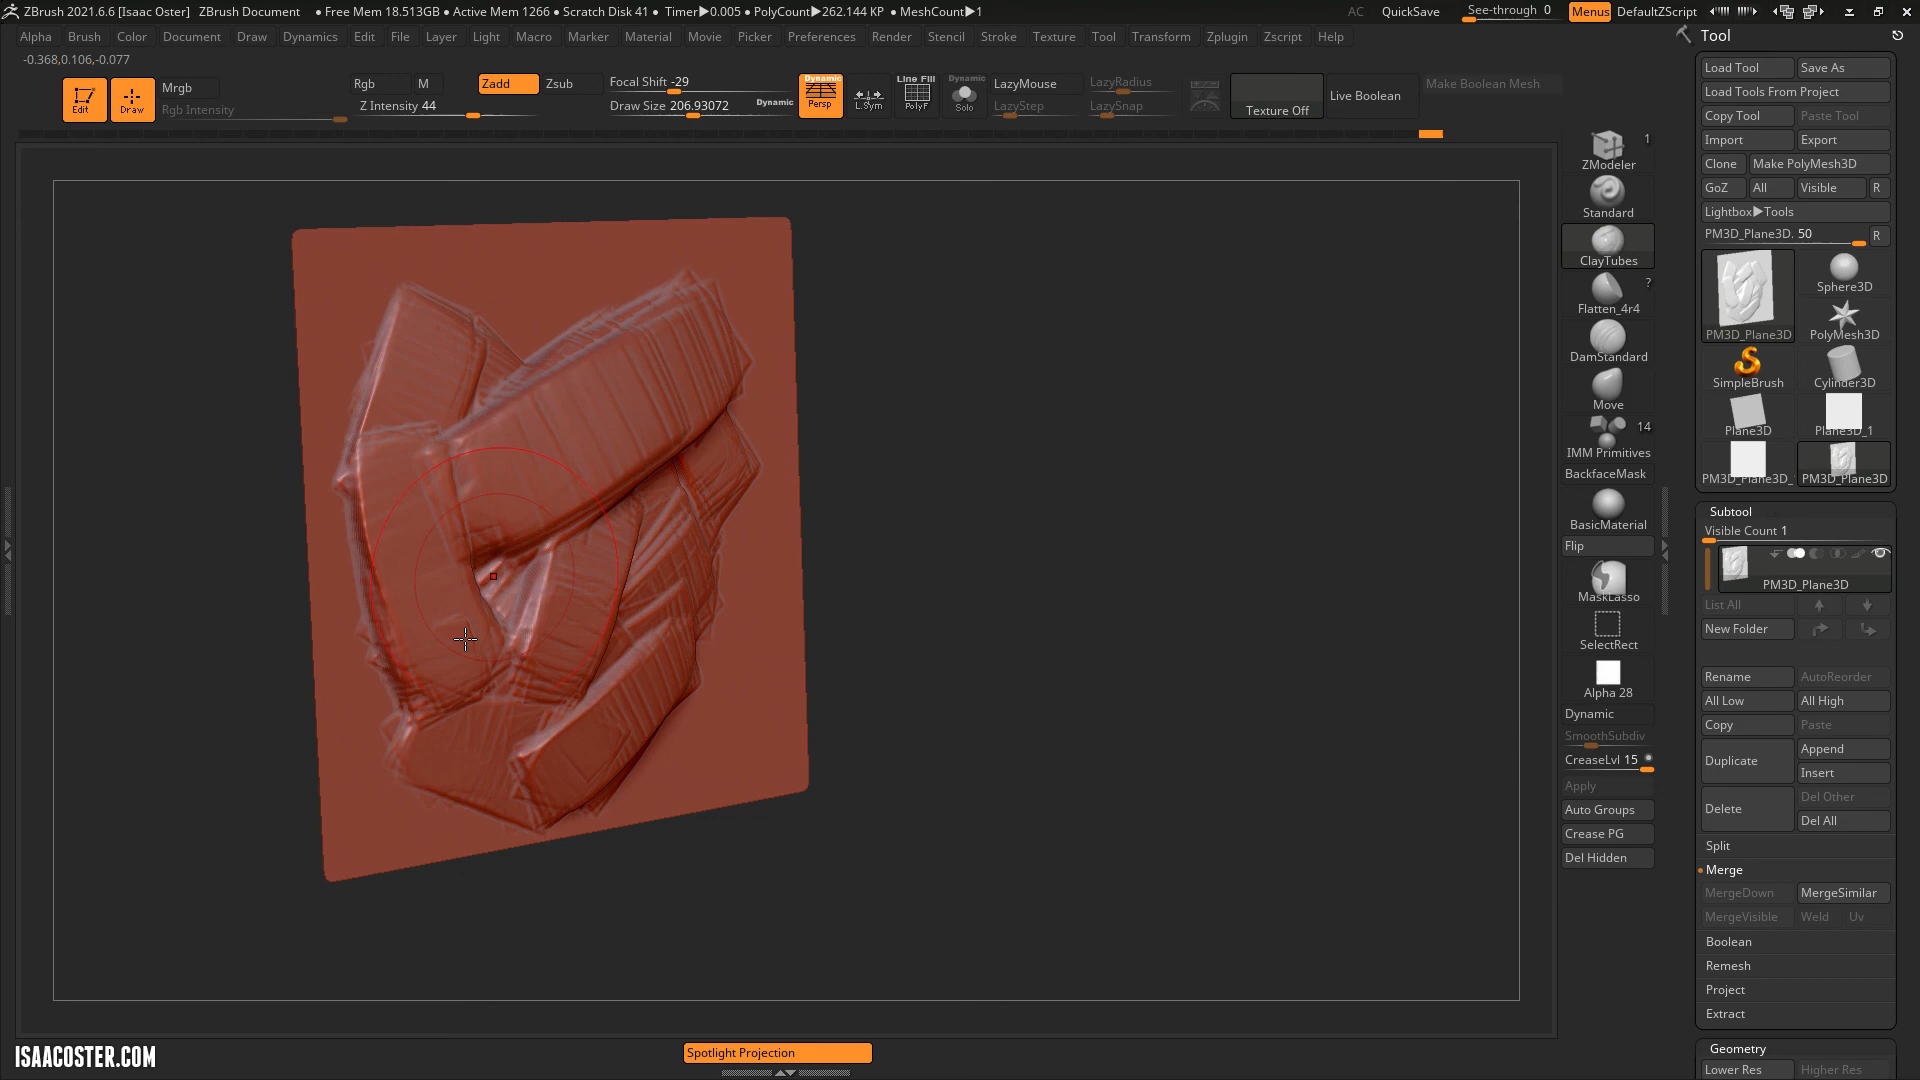 ZBrush 2021.6.6 [Isaac Oster] ZBrush Document • Free Mem 18.513GB • Active Mem 1266 • Scratch Disk 41 • Timer▶0.005 • PolyCount▶262.144 KP • MeshCount▶1 AC QuickSave See-through 0 Menus DefaultZScript
Alpha Brush Color Document Draw Dynamics Edit File Layer Light Macro Marker Material Movie Picker Preferences Render Stencil Stroke Texture Tool Transform Zplugin Zscript Help
-0.368,0.106,-0.077
Edit Draw Mrgb Rgb M Zadd Zsub Focal Shift -29 Dynamic Persp L.Sym Line Fill PolyF Dynamic Solo LazyMouse LazyRadius Texture Off Live Boolean Make Boolean Mesh
Rgb Intensity Z Intensity 44 Draw Size 206.93072 Dynamic LazyStep LazySnap
1
ZModeler
Standard
ClayTubes
?
Flatten_4r4
DamStandard
Move
14
IMM Primitives
BackfaceMask
BasicMaterial
Flip
MaskLasso
SelectRect
Alpha 28
Dynamic
SmoothSubdiv
CreaseLvl 15
Apply
Auto Groups
Crease PG
Del Hidden
Tool
Load Tool Save As
Load Tools From Project
Copy Tool Paste Tool
Import Export
Clone Make PolyMesh3D
GoZ All Visible R
Lightbox▶Tools
PM3D_Plane3D. 50 R
Sphere3D
PM3D_Plane3D PolyMesh3D
SimpleBrush Cylinder3D
Plane3D Plane3D_1
PM3D_Plane3D_ PM3D_Plane3D
Subtool
Visible Count 1
PM3D_Plane3D
List All
New Folder
Rename AutoReorder
All Low All High
Copy Paste
Duplicate Append
Insert
Delete Del Other
Del All
Split
Merge
MergeDown MergeSimilar
MergeVisible Weld Uv
Boolean
Remesh
Project
Extract
Geometry
Lower Res Higher Res
Spotlight Projection
ISAACOSTER.COM